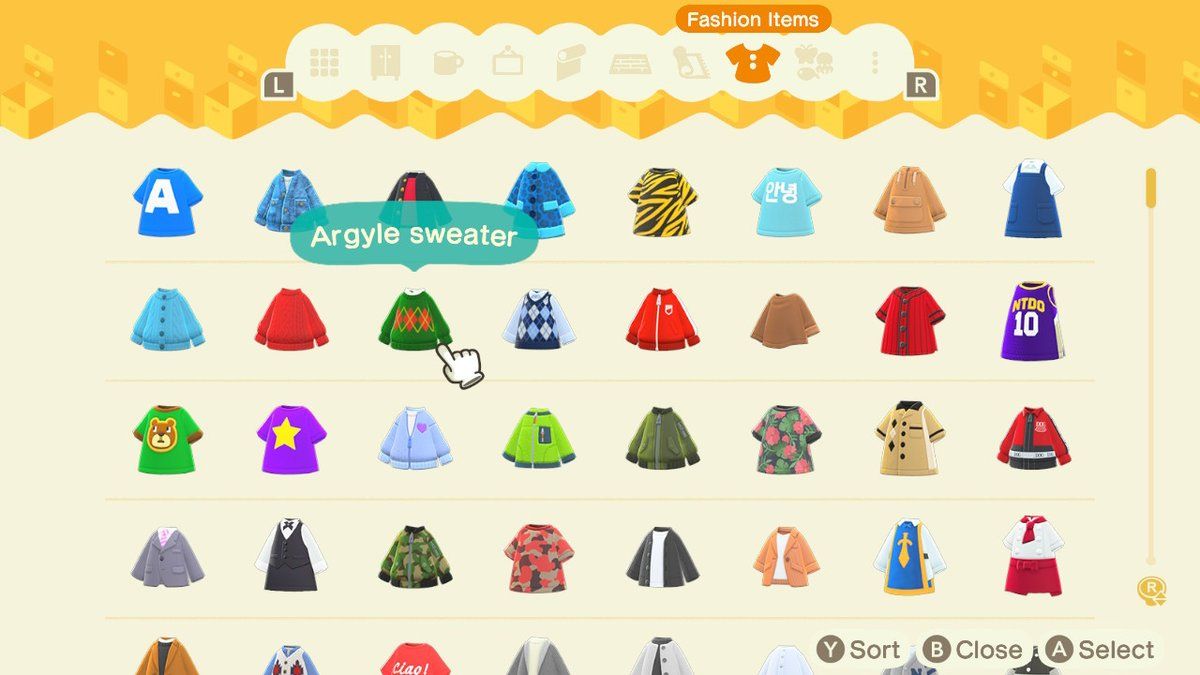 Fashion Items
L
R
A
안녕
Argyle sweater
NTDO
10
Ciao!
R
Y Sort B Close A Select